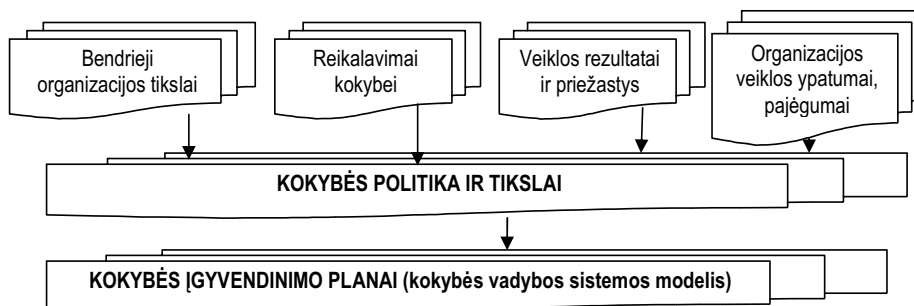 Bendrieji
organizacijos tikslai
Reikalavimai
kokybei
Veiklos rezultatai
ir priežastys
Organizacijos
veiklos ypatumai,
pajėgumai
KOKYBĖS POLITIKA IR TIKSLAI
KOKYBĖS ĮGYVENDINIMO PLANAI (kokybės vadybos sistemos modelis)